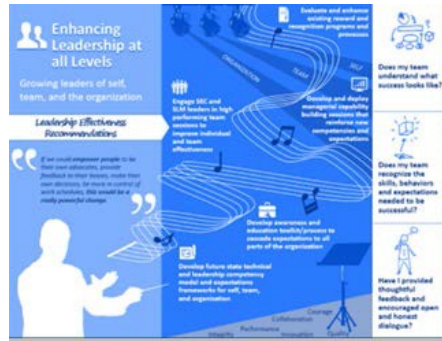 Enhancing
Leadership at
all Levels
Growing leaders of self,
team, and the organization
Leadership Effectiveness
Recommendations
If we could empower people to be
their own advocates, provide
feedback to their leaders, make their
own decisions, be more in control of
work schedules, this would be a
really powerful change.
Evaluate and enhance
existing reward and
recognition programs and
processes
ORGANIZATION
TEAM
SELF
Engage SEC and
SLM leaders in high
performing team
sessions to
improve individual
and team
effectiveness
Develop and deploy
managerial capability
building sessions that
reinforce core
competencies and
expectations
Develop awareness and
education toolkit/process to
cascade expectations to all
parts of the organization
Develop future state technical
and leadership competency
model and expectations
frameworks for self, team,
and organization
Courage
Collaboration
Performance
Integrity
Innovation
Quality
Does my team
understand what
success looks like?
Does my team
recognize the skills,
behaviors and
expectations
needed to be
successful?
Have I provided
thoughtful
feedback and
encouraged open
and honest
dialogue?